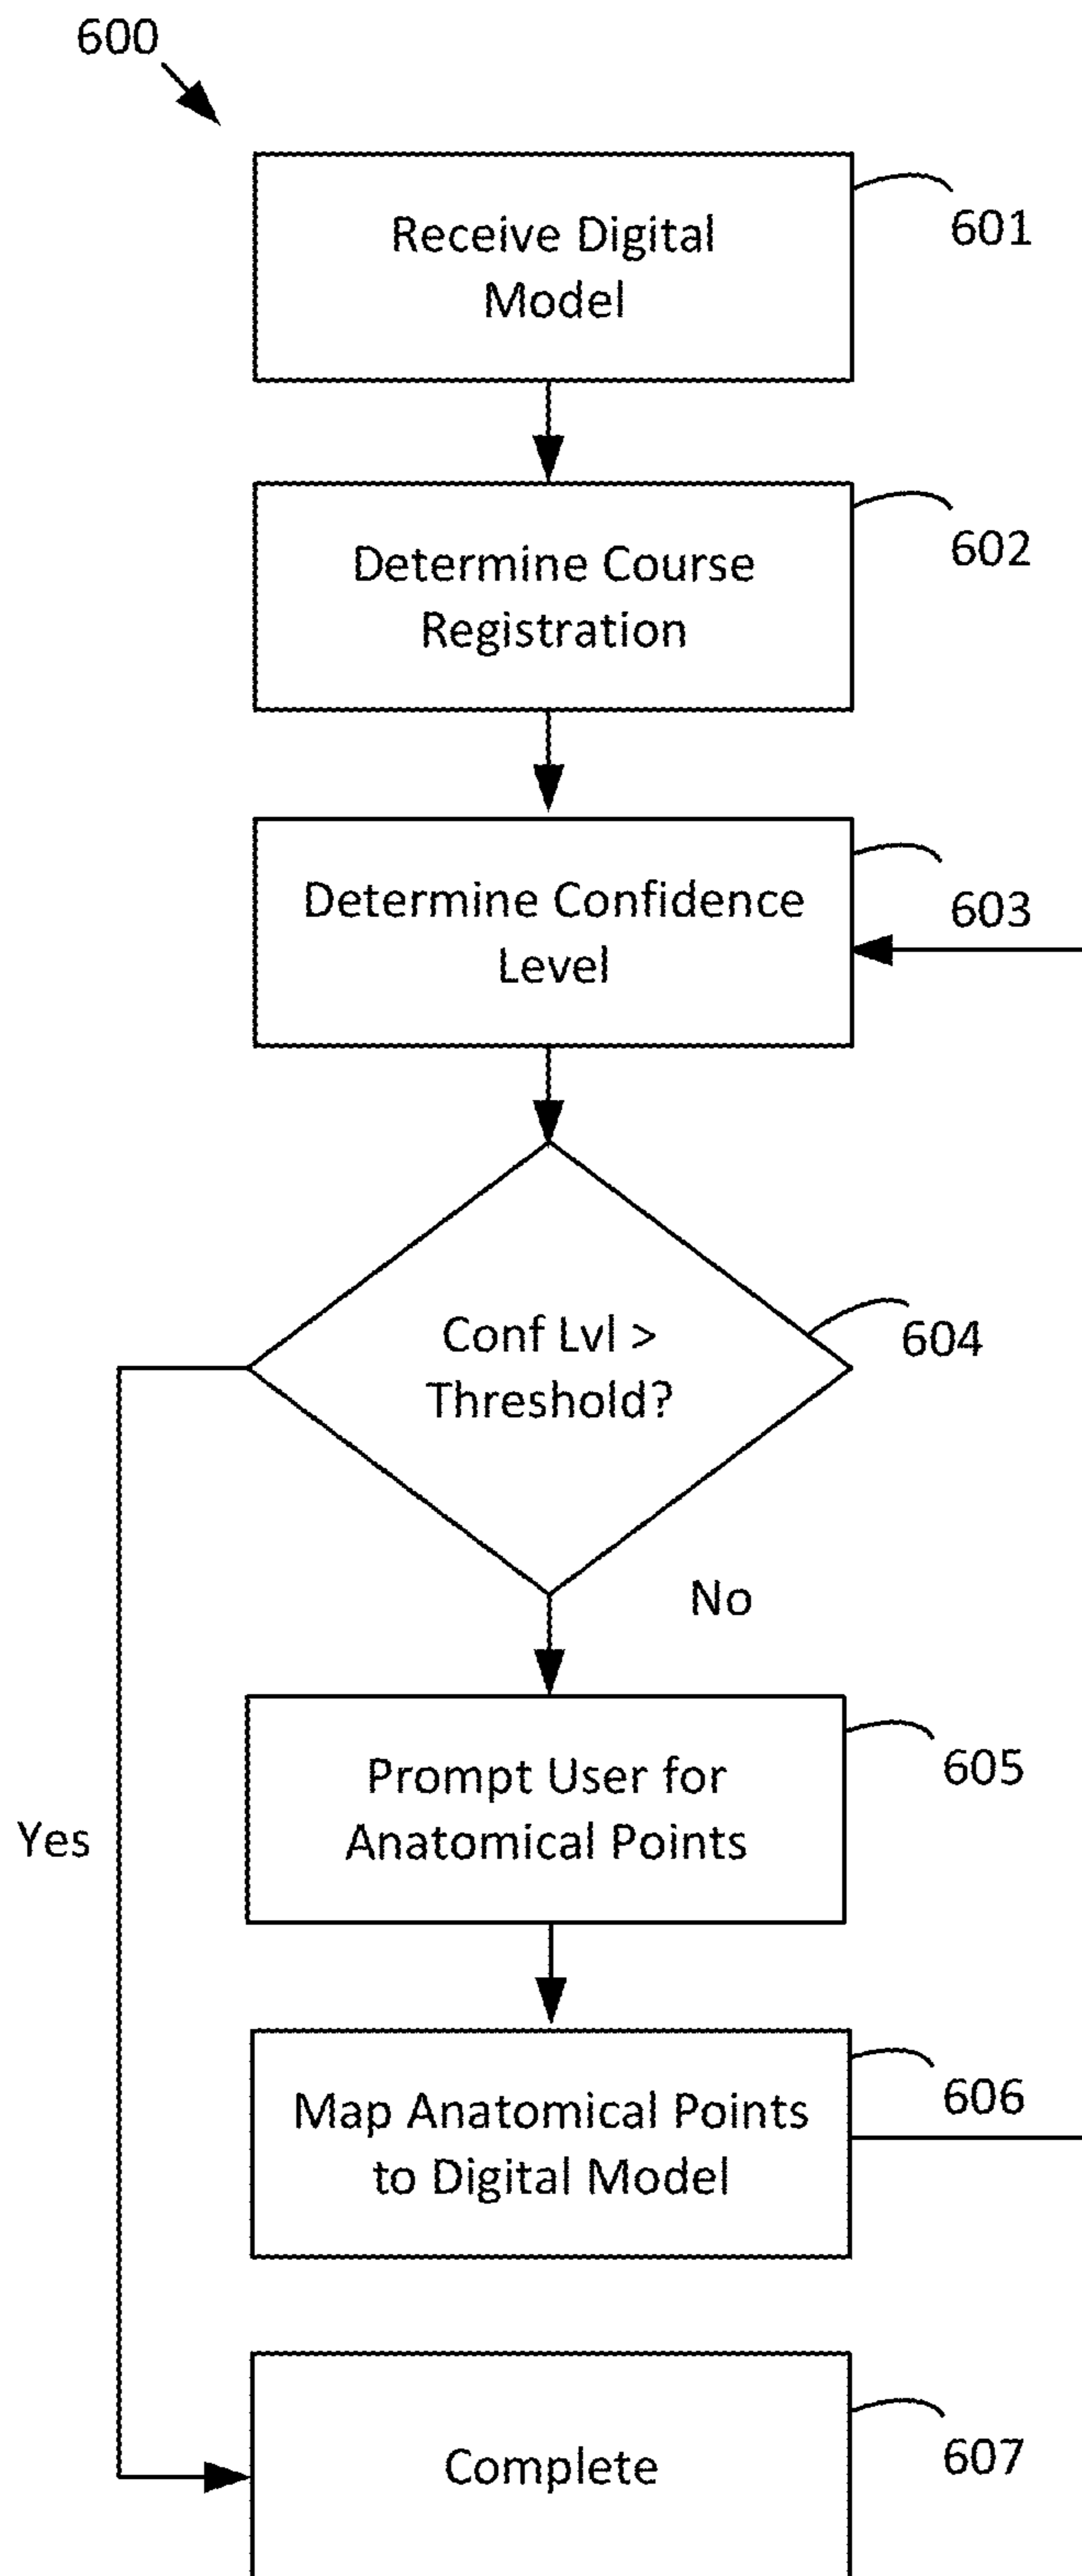 600
Receive Digital
Model
601
Determine Course
Registration
602
Determine Confidence
Level
603
Conf Lvl >
Threshold?
604
No
Prompt User for
Anatomical Points
605
Yes
Map Anatomical Points
to Digital Model
606
Complete
607